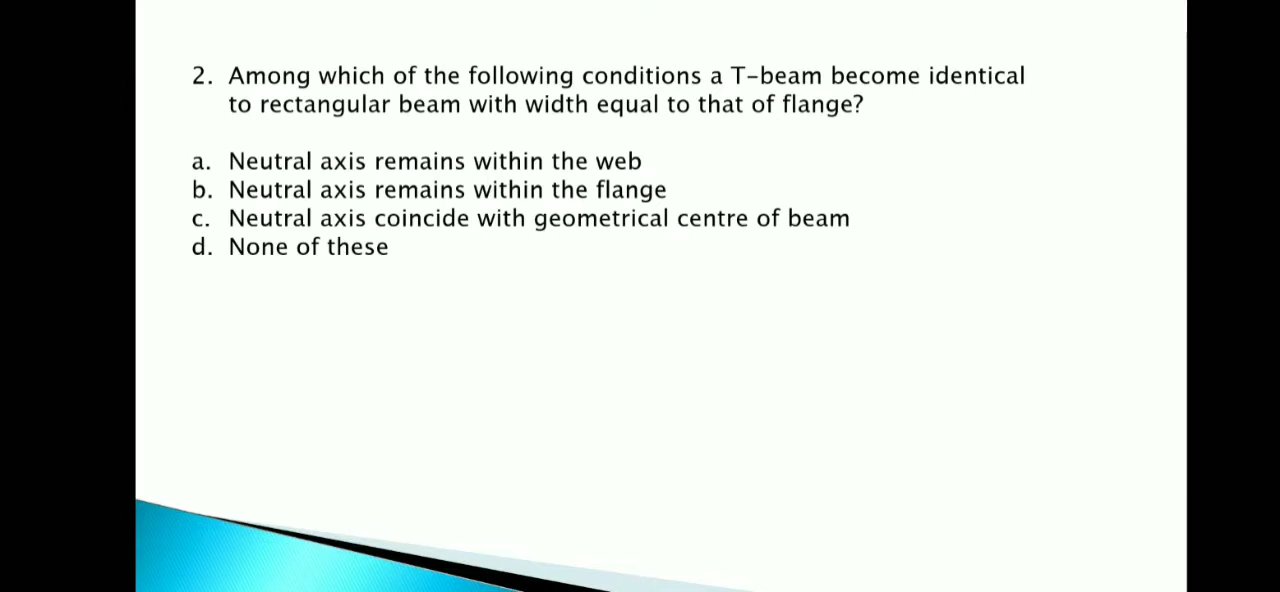 2. Among which of the following conditions a T-beam become identical
to rectangular beam with width equal to that of flange?
a. Neutral axis remains within the web
b. Neutral axis remains within the flange
c. Neutral axis coincide with geometrical centre of beam
d. None of these